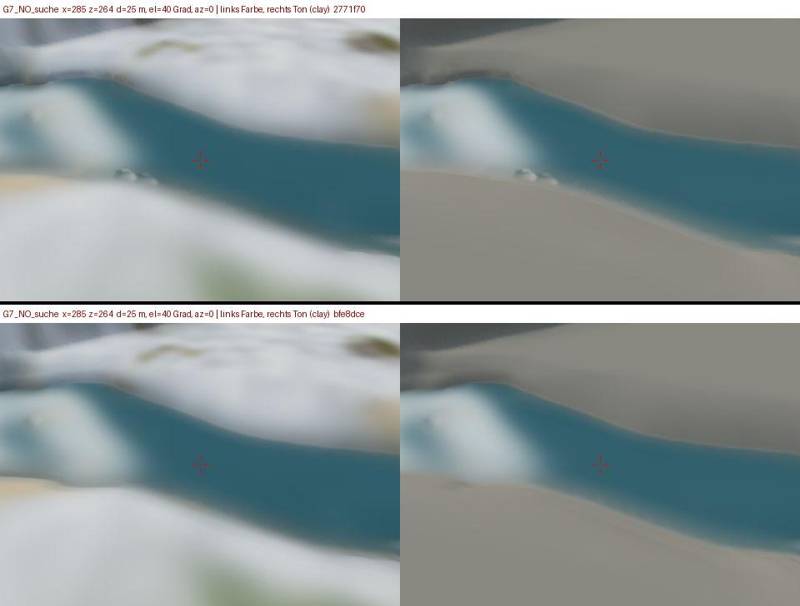 G7_NO_suche x=285 z=264 d=25 m, el=40 Grad, az=0 | links Farbe, rechts Ton (clay) 2771f70
G7_NO_suche x=285 z=264 d=25 m, el=40 Grad, az=0 | links Farbe, rechts Ton (clay) bfe8dce